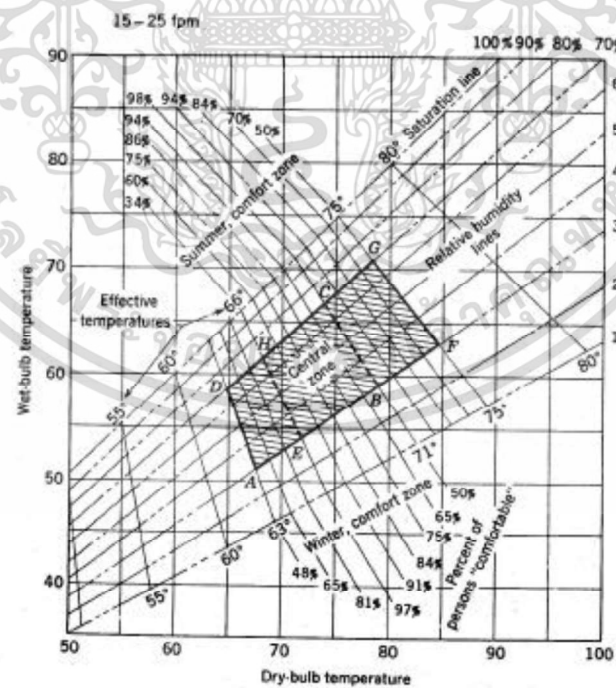 15–25 fpm
100% 90% 80% 70%
90
80
70
60
50
40
Wet-bulb temperature
98% 94% 84% 70% 50%
94%
86%
75%
60%
34%
80° Saturation line
Summer, comfort zone
75°
Relative humidity
lines
Effective
temperatures
66°
60°
55°
G
C
H
D
F
B
E
A
Central
zone
80°
75°
71°
63°
60°
55°
Winter, comfort zone
50%
65%
75%
84%
91%
97%
81%
65%
48%
Percent of
persons "comfortable"
50 60 70 80 90 100
Dry-bulb temperature